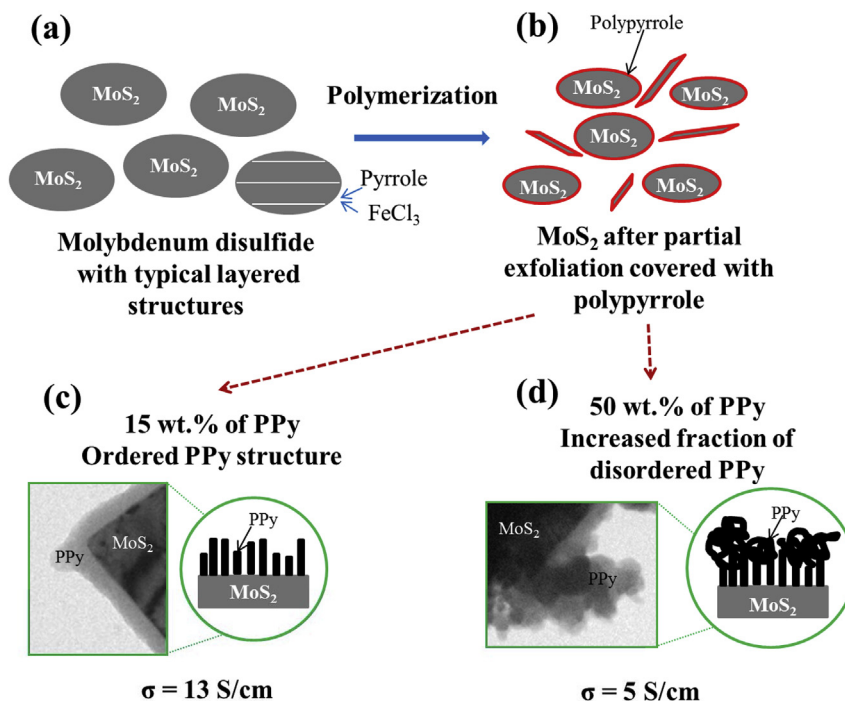 (a)
MoS₂
MoS₂
MoS₂
MoS₂
Pyrrole
FeCl₃
Molybdenum disulfide
with typical layered
structures
Polymerization
(b)
Polypyrrole
MoS₂
MoS₂
MoS₂
MoS₂
MoS₂
MoS₂ after partial
exfoliation covered with
polypyrrole
(c)
15 wt.% of PPy
Ordered PPy structure
PPy
MoS₂
PPy
MoS₂
σ = 13 S/cm
(d)
50 wt.% of PPy
Increased fraction of
disordered PPy
MoS₂
PPy
PPy
MoS₂
σ = 5 S/cm